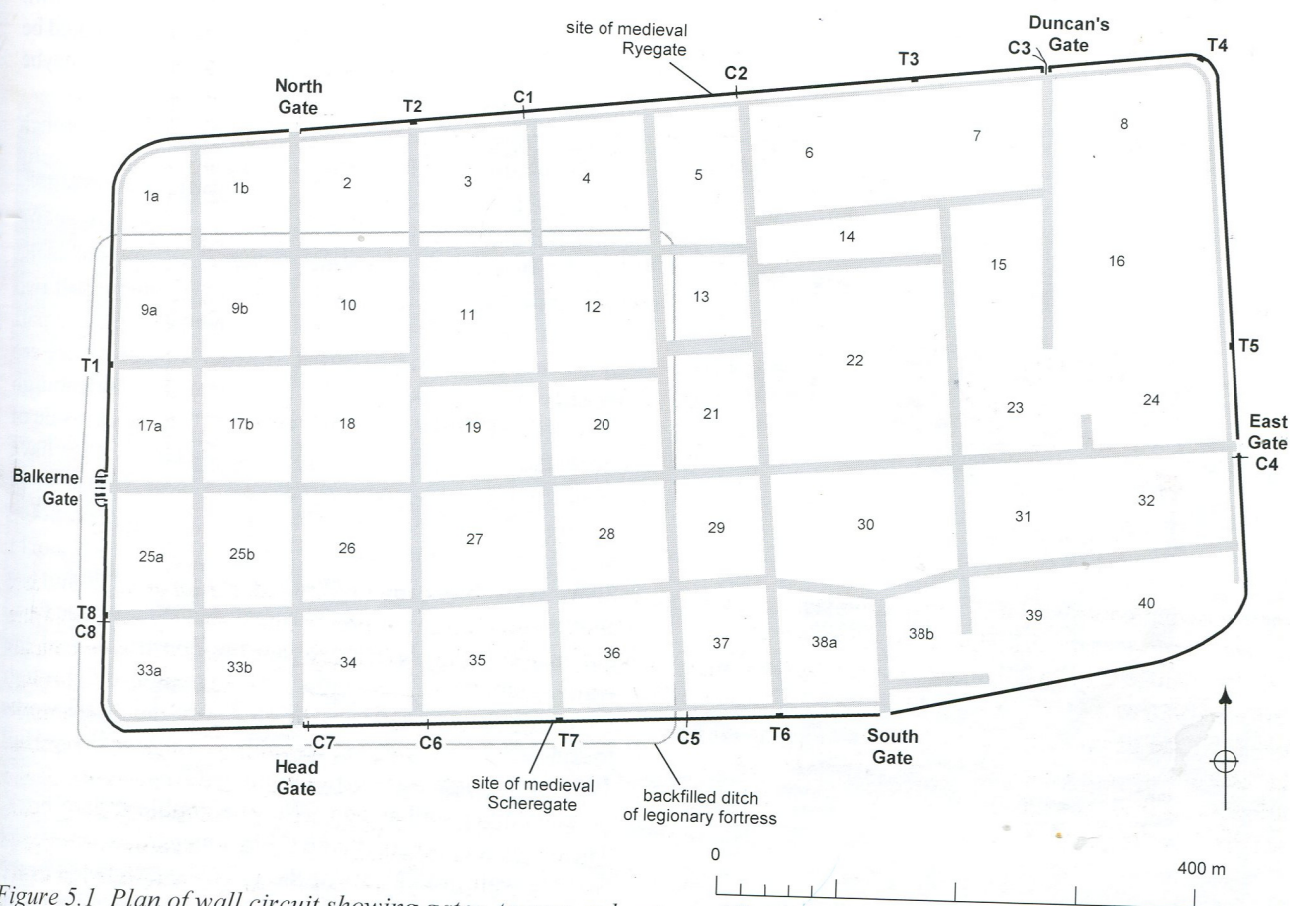 site of medieval
Ryegate
Duncan's
Gate
C3
T4
North
Gate
T2
C1
C2
T3
1a
1b
2
3
4
5
6
7
8
9a
9b
10
11
12
13
14
15
16
T1
17a
17b
18
19
20
21
22
23
24
T5
East
Gate
C4
Balkerne
Gate
25a
25b
26
27
28
29
30
31
32
T8
C8
33a
33b
34
35
36
37
38a
38b
39
40
C7
C6
T7
C5
T6
Head
Gate
South
Gate
site of medieval
Scheregate
backfilled ditch
of legionary fortress
0
400 m
Figure 5.1 Plan of wall circuit showing gates